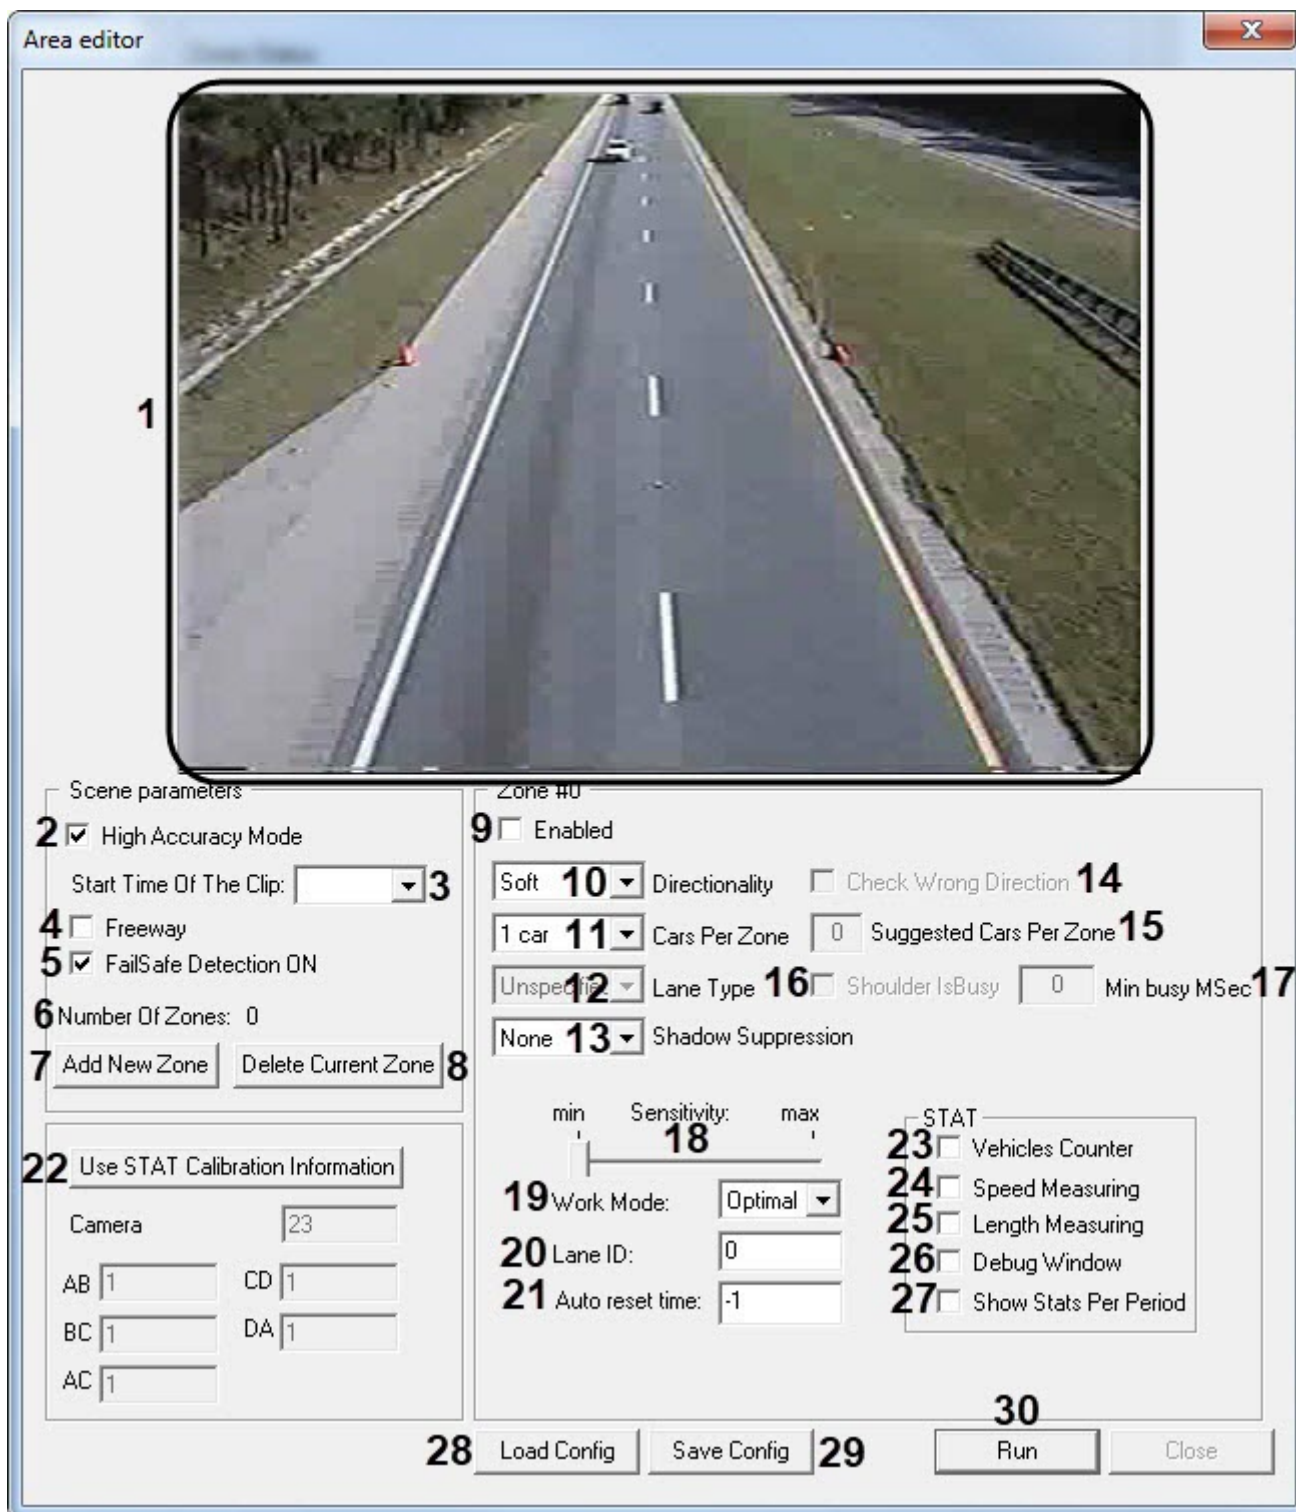 Area editor
1
Scene parameters
2 High Accuracy Mode
Start Time Of The Clip: 3
4 Freeway
5 FailSafe Detection ON
6 Number Of Zones: 0
7 Add New Zone Delete Current Zone 8
Zone #0
9 Enabled
Soft 10 Directionality Check Wrong Direction 14
1 car 11 Cars Per Zone 0 Suggested Cars Per Zone 15
12 Lane Type 16 Shoulder IsBusy 0 Min busy MSec 17
None 13 Shadow Suppression
min Sensitivity: max
18
19 Work Mode: Optimal
20 Lane ID: 0
21 Auto reset time: -1
22 Use STAT Calibration Information
Camera 23
AB 1 CD 1
BC 1 DA 1
AC 1
STAT
23 Vehicles Counter
24 Speed Measuring
25 Length Measuring
26 Debug Window
27 Show Stats Per Period
28 Load Config Save Config 29
30
Run Close